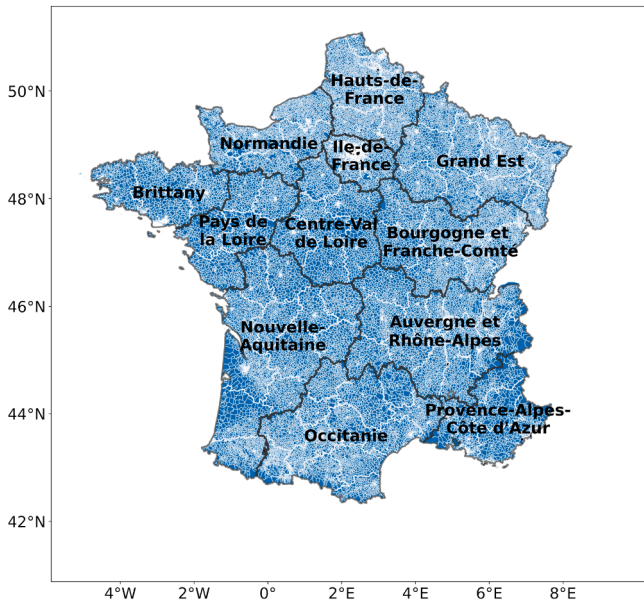 50°N
48°N
46°N
44°N
42°N
Hauts-de-
France
Normandie
Ile-de-
France
Grand Est
Brittany
Pays de
la Loire
Centre-Val
de Loire
Bourgogne et
Franche-Comté
Nouvelle-
Aquitaine
Auvergne et
Rhône-Alpes
Provence-Alpes-
Côte d'Azur
Occitanie
4°W
2°W
0°
2°E
4°E
6°E
8°E